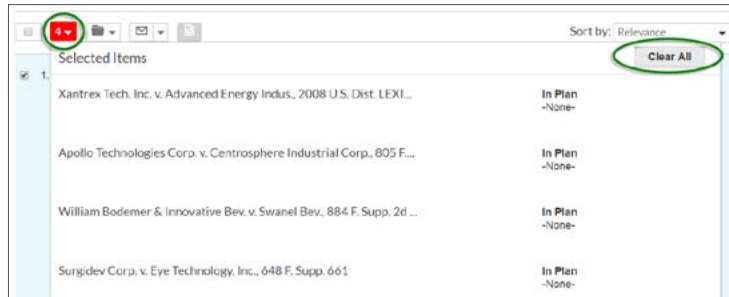 4
Sort by: Relevance
Selected Items
Clear All
1.
Xantrex Tech. Inc. v. Advanced Energy Indus., 2008 U.S. Dist. LEXI...
In Plan
-None-
Apollo Technologies Corp. v. Centrosphere Industrial Corp., 805 F....
In Plan
-None-
William Bodemer & Innovative Bev. v. Swanel Bev., 884 F. Supp. 2d ...
In Plan
-None-
Surgidev Corp. v. Eye Technology, Inc., 648 F. Supp. 661
In Plan
-None-